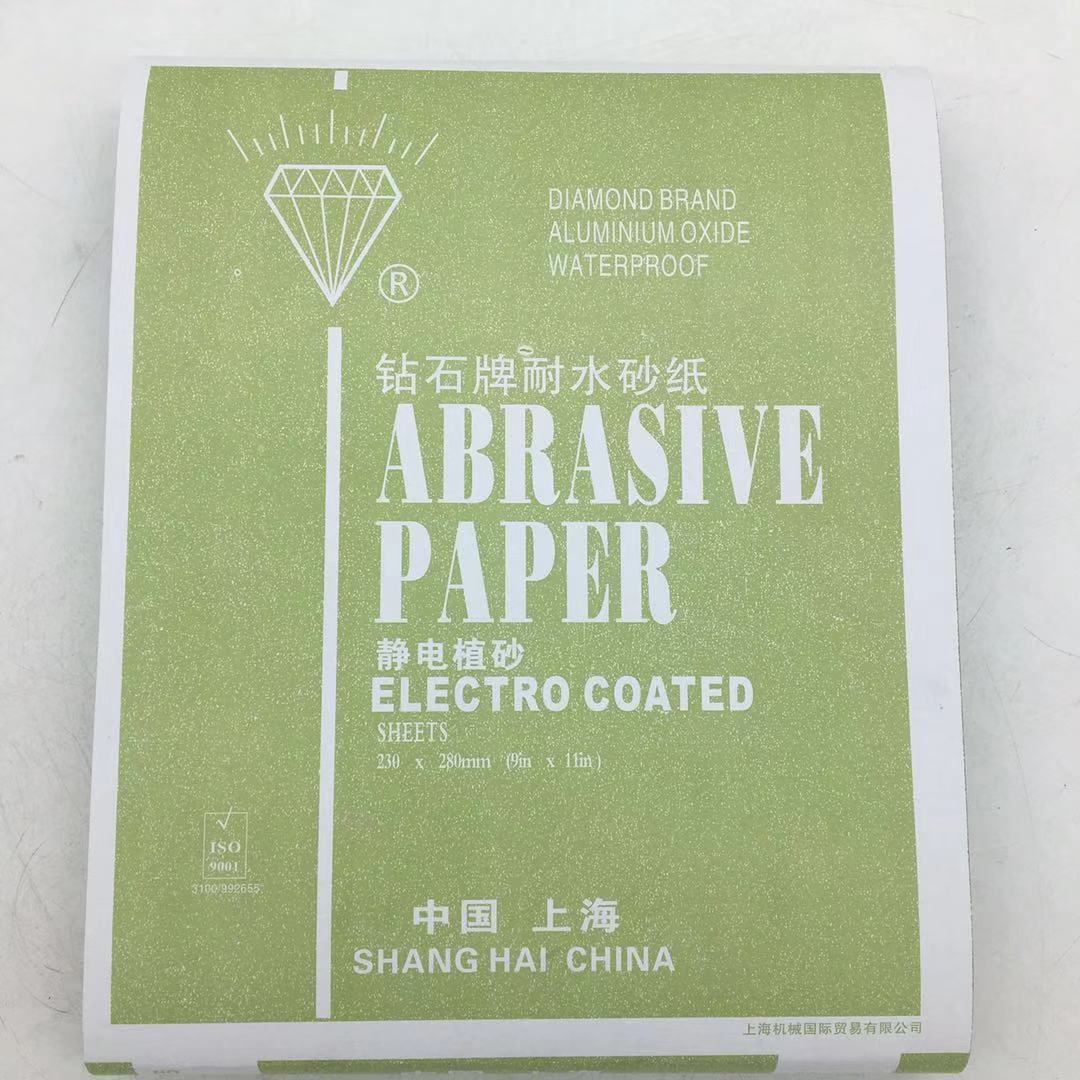 DIAMOND BRAND
ALUMINIUM OXIDE
WATERPROOF
®
钻石牌耐水砂纸
ABRASIVE
PAPER
静电植砂
ELECTRO COATED
SHEETS
230 x 280mm (9in x 11in)
ISO
9001
3100/992655
中国 上海
SHANG HAI CHINA
上海机械国际贸易有限公司